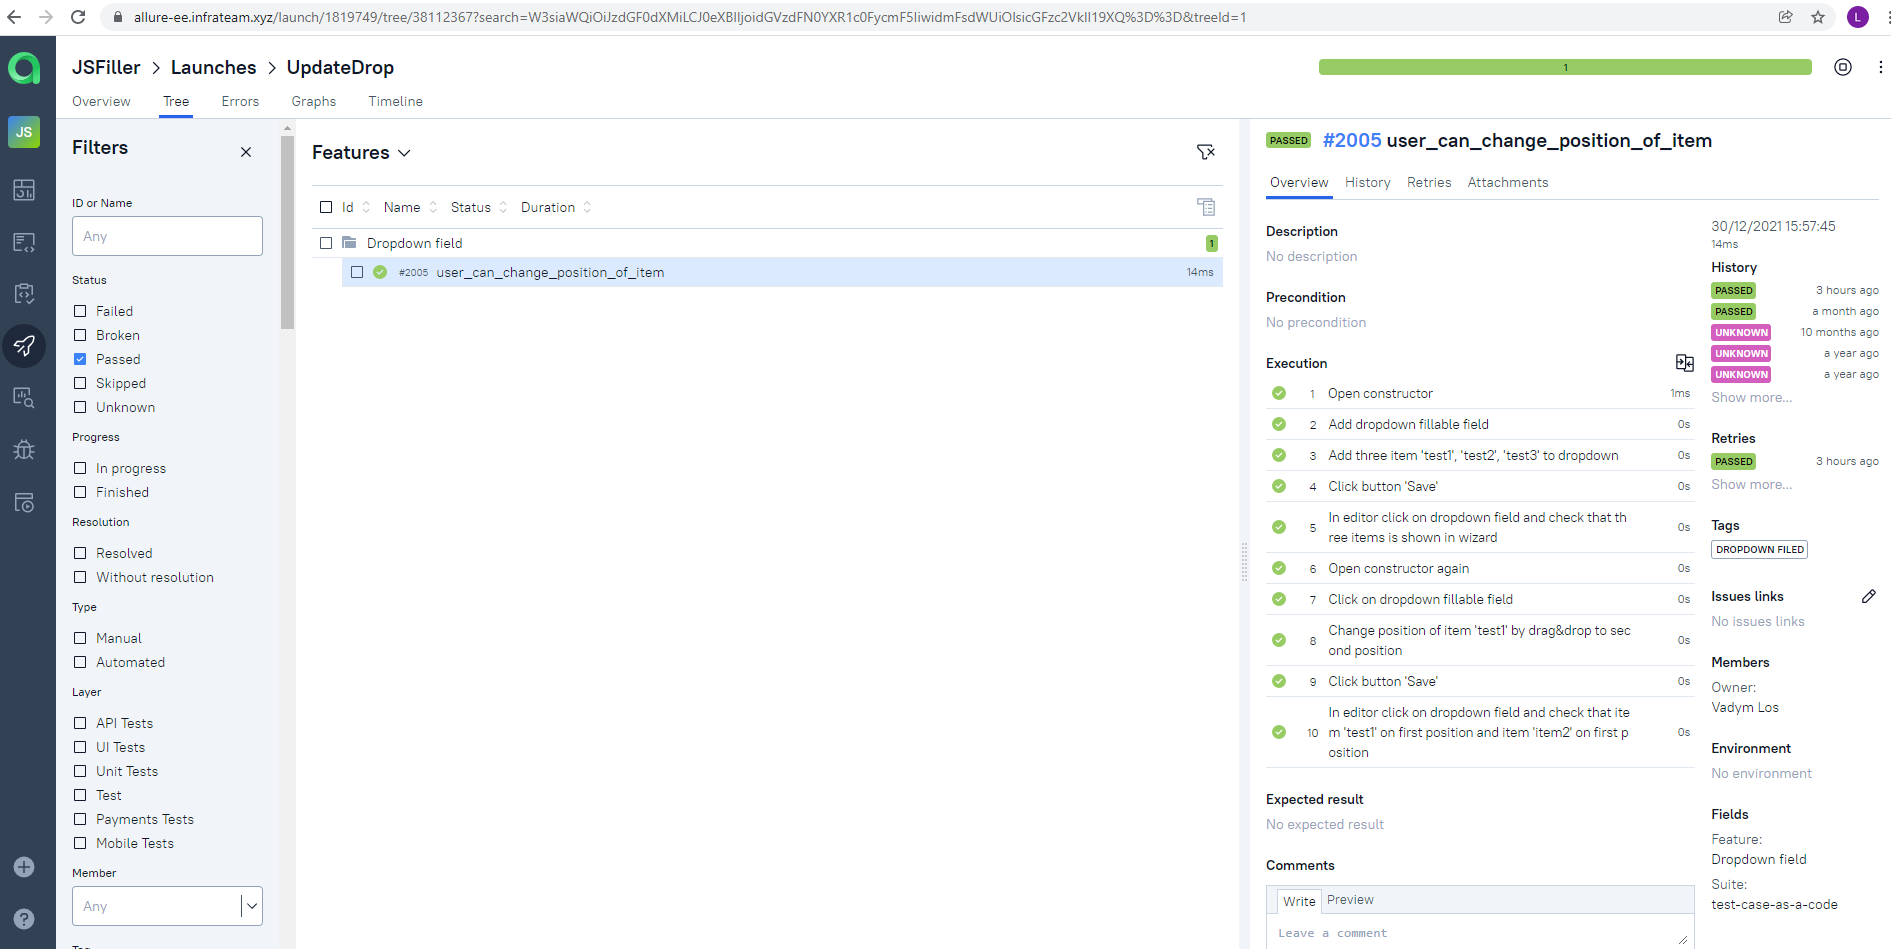 allure-ee.infrateam.xyz/launch/1819749/tree/38112367?search=W3siaWQiOiJzdGF0dXMiLCJ0eXBlIjoidGVzdFN0YXR1c0FycmF5IiwidmFsdWUiOlsicGFzc2VkIl19XQ%3D%3D&treeId=1
L
JSFiller > Launches > UpdateDrop
1
Overview Tree Errors Graphs Timeline
JS
Filters
ID or Name
Any
Status
Failed
Broken
Passed
Skipped
Unknown
Progress
In progress
Finished
Resolution
Resolved
Without resolution
Type
Manual
Automated
Layer
API Tests
UI Tests
Unit Tests
Test
Payments Tests
Mobile Tests
Member
Any
Features
Id Name Status Duration
Dropdown field 1
#2005 user_can_change_position_of_item 14ms
PASSED #2005 user_can_change_position_of_item
Overview History Retries Attachments
Description
No description
Precondition
No precondition
Execution
1 Open constructor 1ms
2 Add dropdown fillable field 0s
3 Add three item 'test1', 'test2', 'test3' to dropdown 0s
4 Click button 'Save' 0s
5 In editor click on dropdown field and check that th
ree items is shown in wizard 0s
6 Open constructor again 0s
7 Click on dropdown fillable field 0s
8 Change position of item 'test1' by drag&drop to sec
ond position 0s
9 Click button 'Save' 0s
In editor click on dropdown field and check that ite
10 m 'test1' on first position and item 'item2' on first p 0s
osition
Expected result
No expected result
Comments
Write Preview
Leave a comment
30/12/2021 15:57:45
14ms
History
PASSED 3 hours ago
PASSED a month ago
UNKNOWN 10 months ago
UNKNOWN a year ago
UNKNOWN a year ago
Show more...
Retries
PASSED 3 hours ago
Show more...
Tags
DROPDOWN FILED
Issues links
No issues links
Members
Owner:
Vadym Los
Environment
No environment
Fields
Feature:
Dropdown field
Suite:
test-case-as-a-code